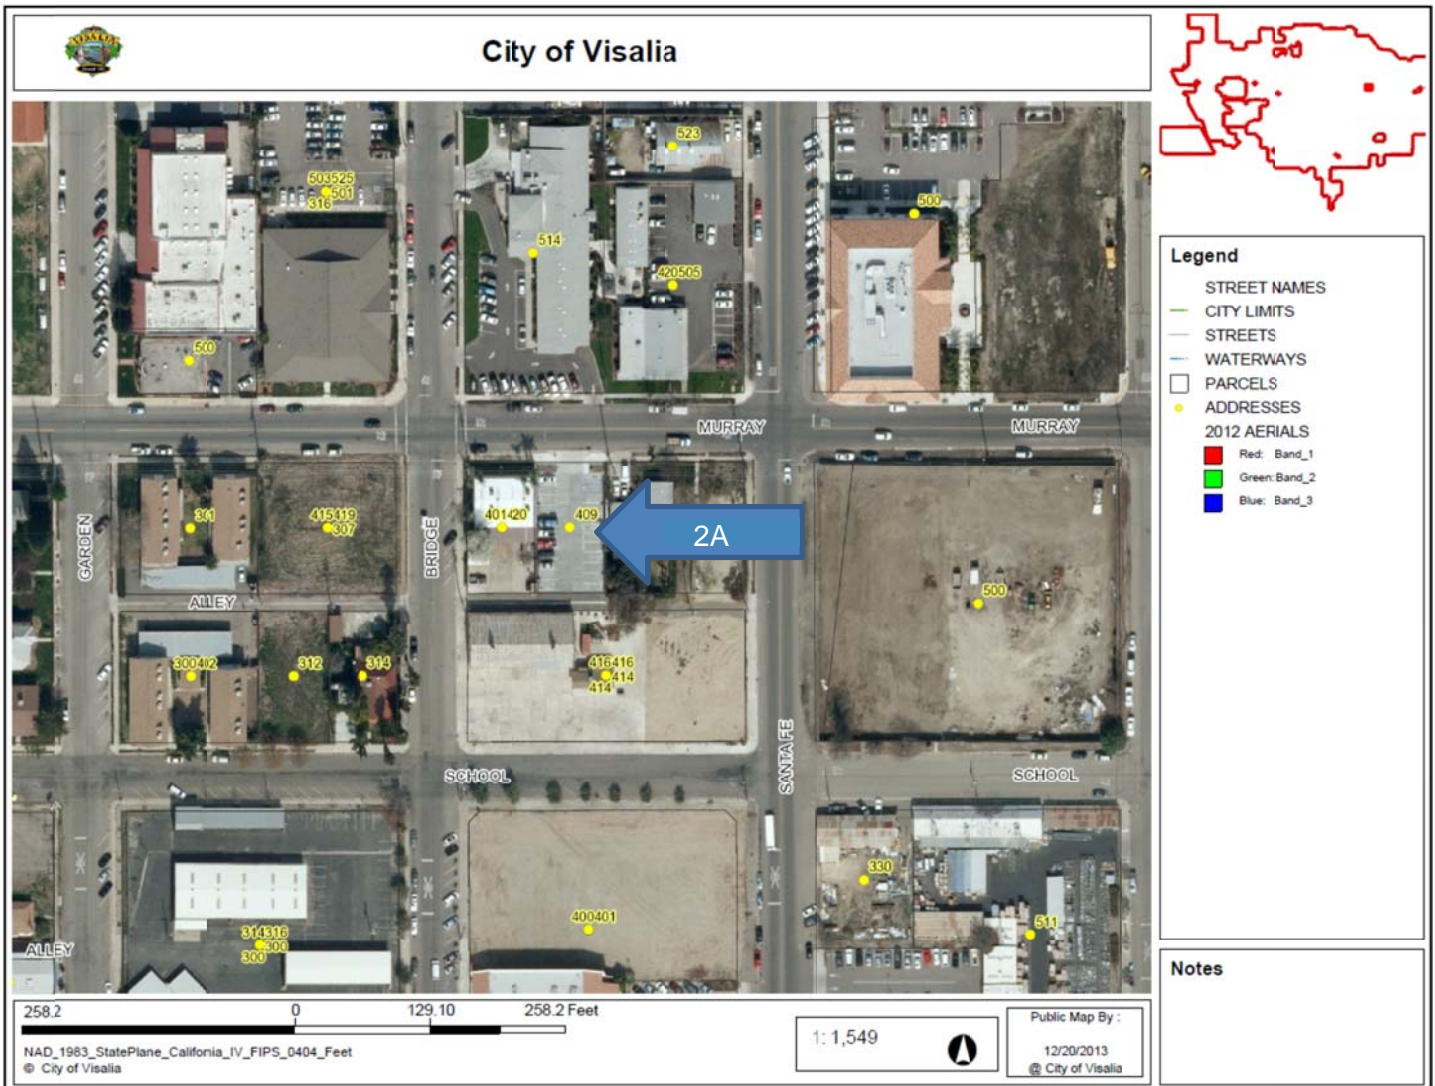 City of Visalia
VISALIA
523
503525
501
316
500
514
420505
500
MURRAY
MURRAY
301
415419
307
401420
409
2A
GARDEN
BRIDGE
SANTA FE
ALLEY
500
300402
312
314
416416
414
414
SCHOOL
SCHOOL
330
400401
511
314316
300
300
ALLEY
Legend
STREET NAMES
CITY LIMITS
STREETS
WATERWAYS
PARCELS
ADDRESSES
2012 AERIALS
Red: Band_1
Green: Band_2
Blue: Band_3
Notes
258.2
0
129.10
258.2 Feet
NAD_1983_StatePlane_Califonia_IV_FIPS_0404_Feet
© City of Visalia
1: 1,549
Public Map By :
12/20/2013
@ City of Visalia